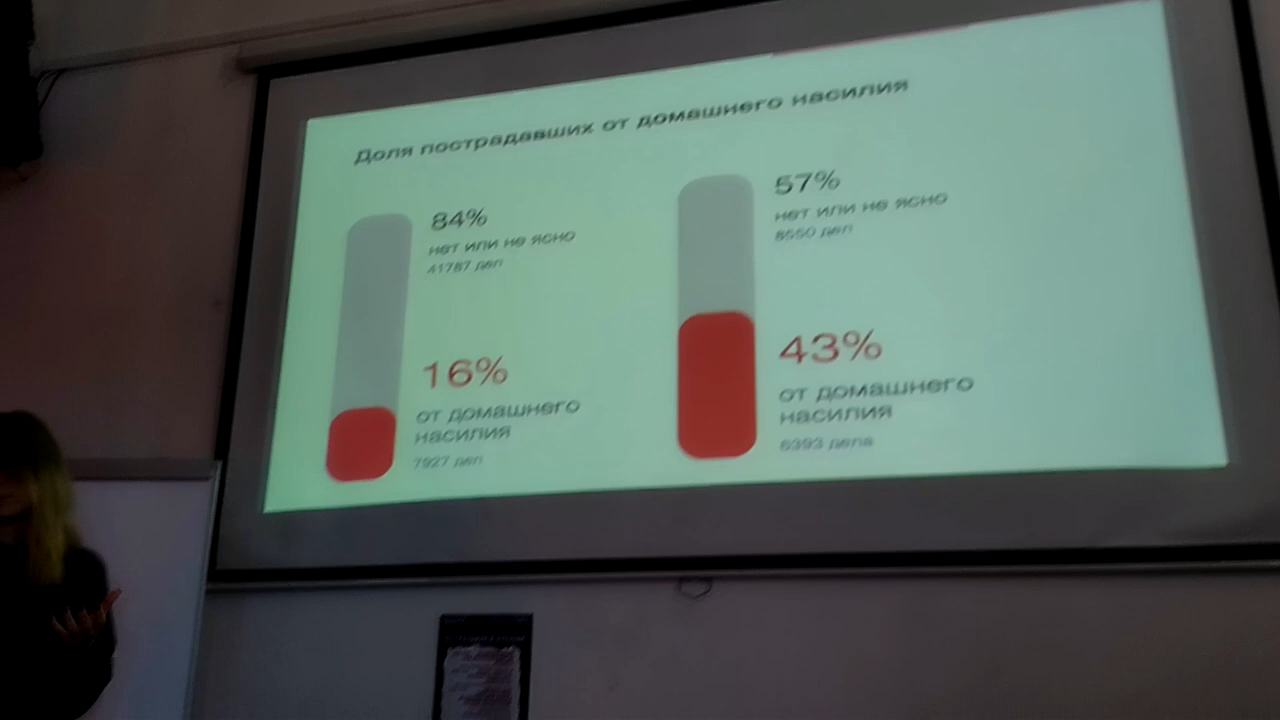 Доля пострадавших от домашнего насилия
84%
нет или не ясно
41787 дел
16%
от домашнего
насилия
7927 дел
57%
нет или не ясно
8550 дел
43%
от домашнего
насилия
6393 дела